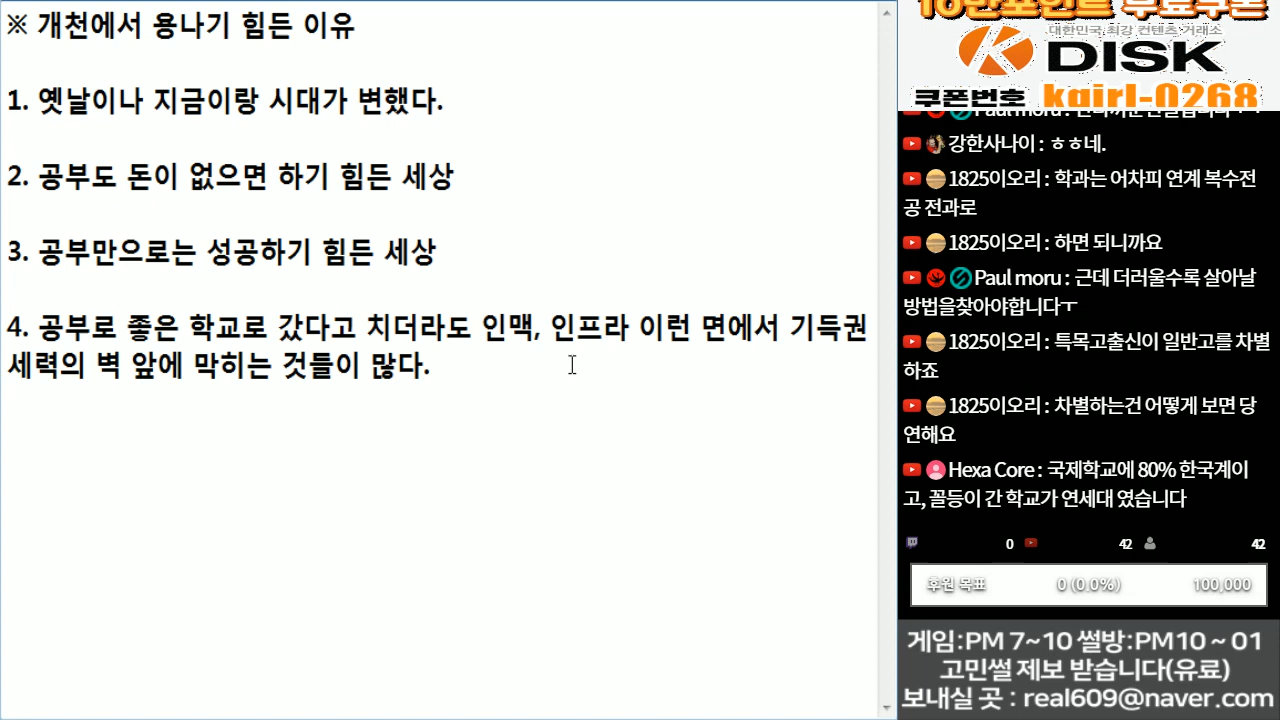 ※ 개천에서 용나기 힘든 이유
1. 옛날이나 지금이랑 시대가 변했다.
2. 공부도 돈이 없으면 하기 힘든 세상
3. 공부만으로는 성공하기 힘든 세상
4. 공부로 좋은 학교로 갔다고 치더라도 인맥, 인프라 이런 면에서 기득권
세력의 벽 앞에 막히는 것들이 많다.
10만포인트 무료쿠폰
대한민국 최강 컨텐츠 거래소
K DISK
쿠폰번호 kairl-0268
Paul moru :
강한사나이 : ㅎㅎ네.
1825이오리 : 학과는 어차피 연계 복수전
공 전과로
1825이오리 : 하면 되니까요
Paul moru : 근데 더러울수록 살아날
방법을찾아야합니다ㅜ
1825이오리 : 특목고출신이 일반고를 차별
하죠
1825이오리 : 차별하는건 어떻게 보면 당
연해요
Hexa Core : 국제학교에 80% 한국계이
고, 꼴등이 간 학교가 연세대 였습니다
0 42 42
후원 목표 0 (0.0%) 100,000
게임:PM 7~10 썰방:PM10 ~ 01
고민썰 제보 받습니다(유료)
보내실 곳 : real609@naver.com